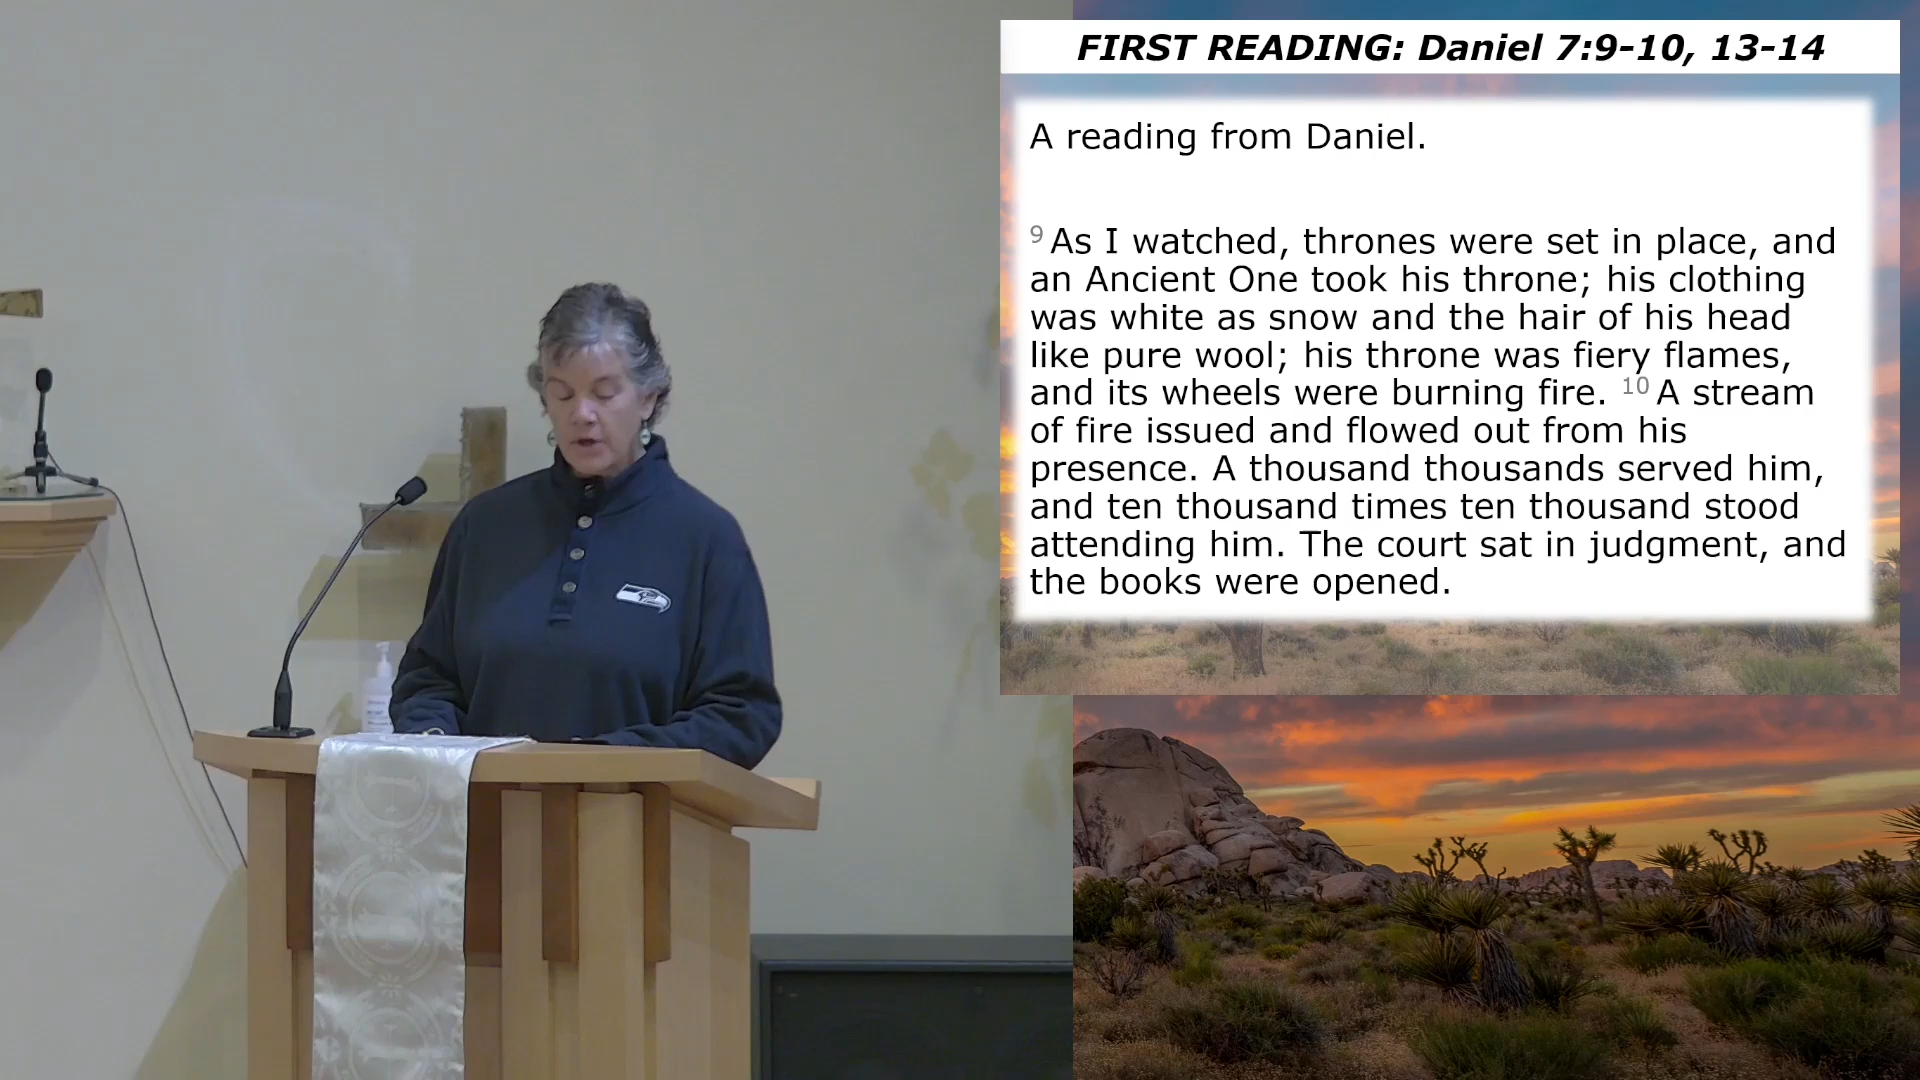 FIRST READING: Daniel 7:9-10, 13-14
A reading from Daniel.
9 As I watched, thrones were set in place, and
an Ancient One took his throne; his clothing
was white as snow and the hair of his head
like pure wool; his throne was fiery flames,
and its wheels were burning fire. 10 A stream
of fire issued and flowed out from his
presence. A thousand thousands served him,
and ten thousand times ten thousand stood
attending him. The court sat in judgment, and
the books were opened.